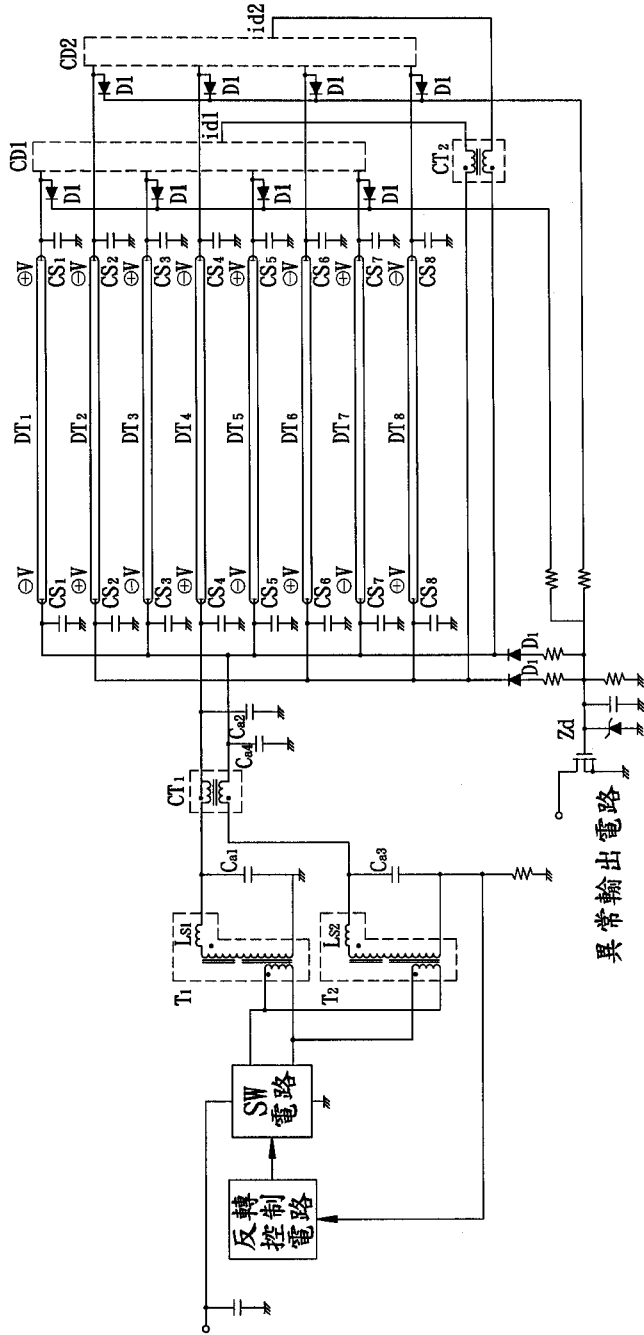 反轉控制電路
SW電路
T1
LS1
Ca1
T2
LS2
Ca3
CT1
Ca2
Ca4
⊖V
CS1
DT1
⊕V
CS1
⊕V
CS2
DT2
⊖V
CS2
⊖V
CS3
DT3
⊕V
CS3
⊕V
CS4
DT4
⊖V
CS4
⊖V
CS5
DT5
⊕V
CS5
⊕V
CS6
DT6
⊖V
CS6
⊖V
CS7
DT7
⊕V
CS7
⊕V
CS8
DT8
⊖V
CS8
CD1
D1
D1
D1
D1
id1
CD2
D1
D1
D1
D1
id2
CT2
D1
D1
Zd
異常輸出電路